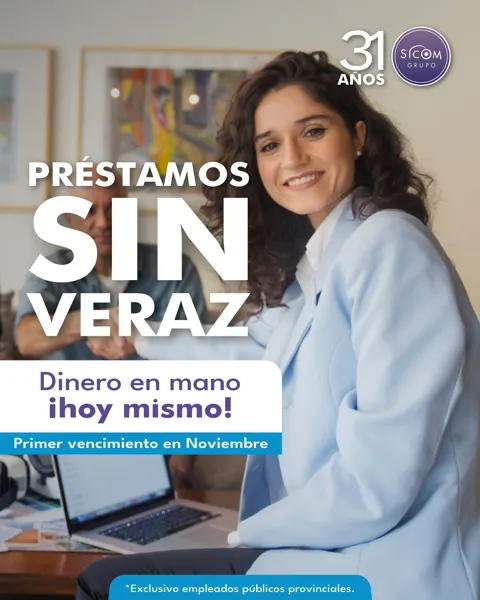 31
AÑOS
SICOM
GRUPO
PRÉSTAMOS
SIN
VERAZ
Dinero en mano
¡hoy mismo!
Primer vencimiento en Noviembre
*Exclusivo empleados públicos provinciales.